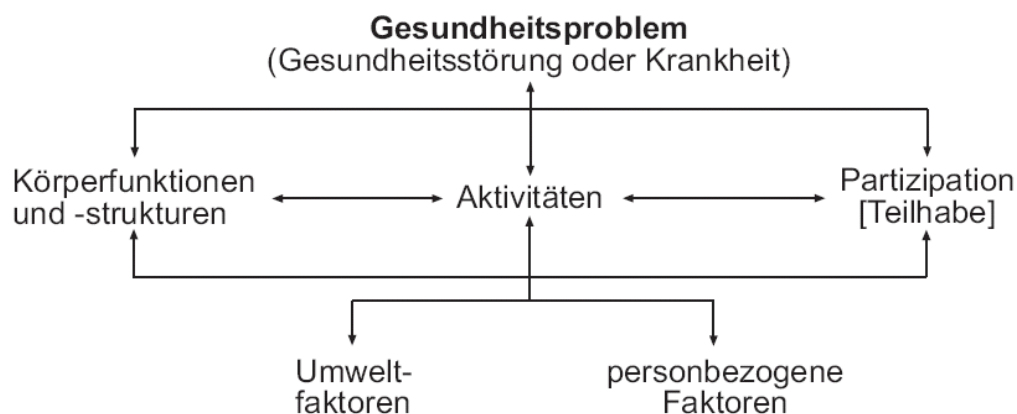 Gesundheitsproblem
(Gesundheitsstörung oder Krankheit)
Körperfunktionen
und -strukturen
Aktivitäten
Partizipation
[Teilhabe]
Umwelt-
faktoren
personbezogene
Faktoren